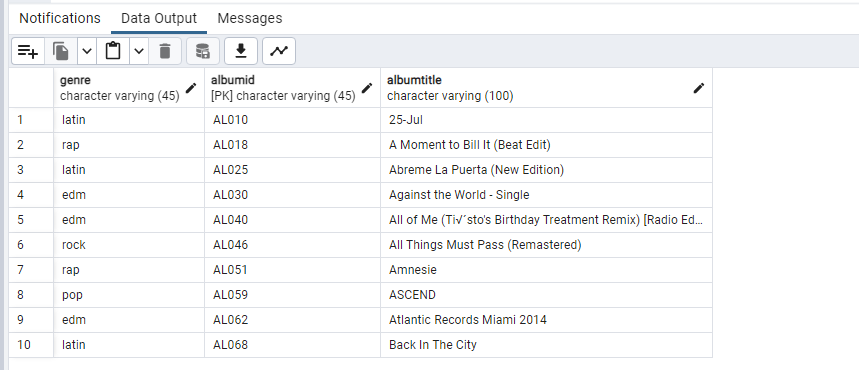 Notifications Data Output Messages
genre albumid albumtitle
character varying (45) [PK] character varying (45) character varying (100)
1 latin AL010 25-Jul
2 rap AL018 A Moment to Bill It (Beat Edit)
3 latin AL025 Abreme La Puerta (New Edition)
4 edm AL030 Against the World - Single
5 edm AL040 All of Me (Ti√´sto's Birthday Treatment Remix) [Radio Ed...
6 rock AL046 All Things Must Pass (Remastered)
7 rap AL051 Amnesie
8 pop AL059 ASCEND
9 edm AL062 Atlantic Records Miami 2014
10 latin AL068 Back In The City